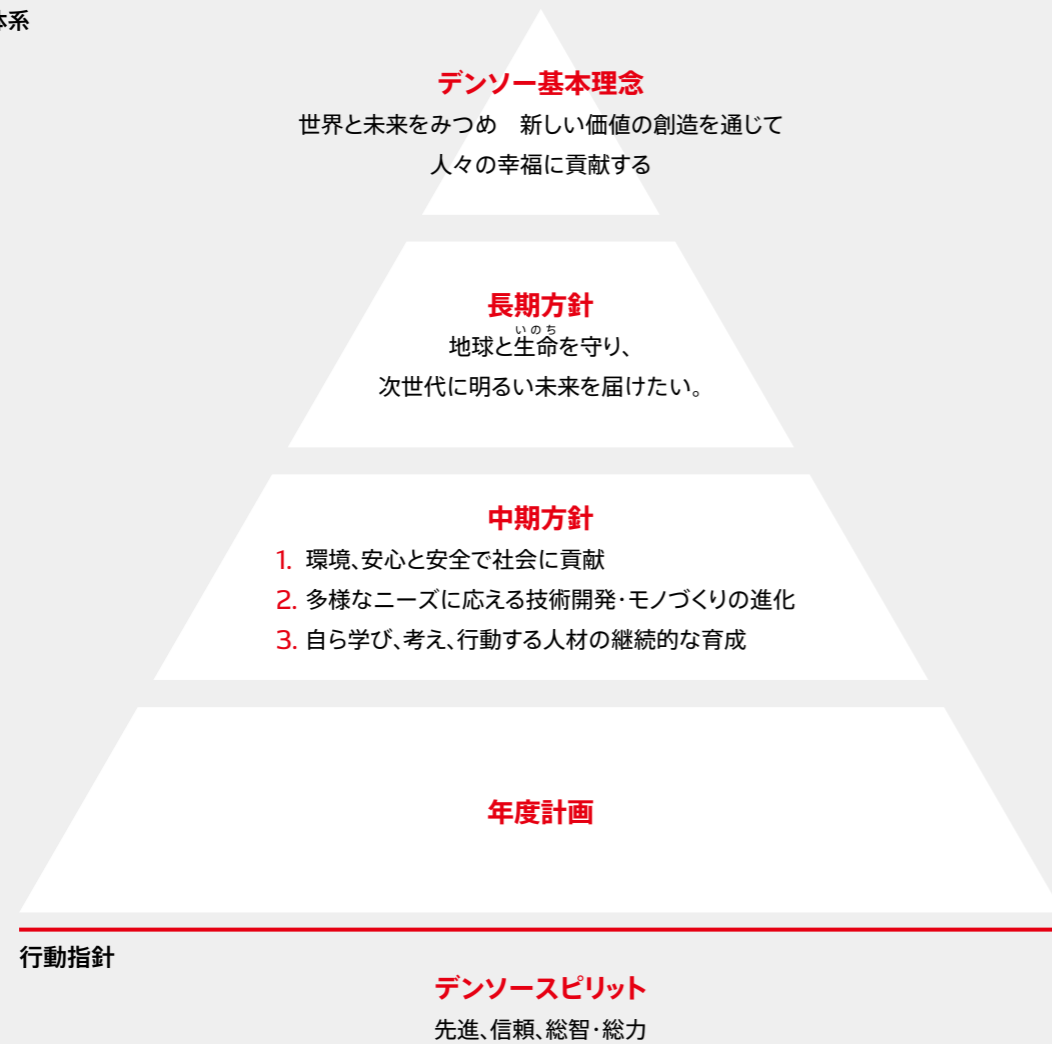 体系
デンソー基本理念
世界と未来をみつめ　新しい価値の創造を通じて
人々の幸福に貢献する
長期方針
いのち
地球と生命を守り、
次世代に明るい未来を届けたい。
中期方針
1. 環境、安心と安全で社会に貢献
2. 多様なニーズに応える技術開発・モノづくりの進化
3. 自ら学び、考え、行動する人材の継続的な育成
年度計画
行動指針
デンソースピリット
先進、信頼、総智・総力